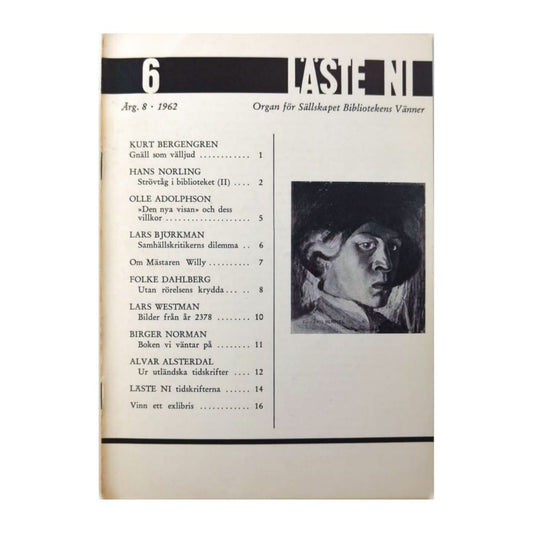 6 LÄSTE NI
Årg. 8 · 1962 Organ för Sällskapet Bibliotekens Vänner
KURT BERGENGREN
Gnäll som välljud ............ 1
HANS NORLING
Strövtåg i biblioteket (II) .... 2
OLLE ADOLPHSON
»Den nya visan» och dess
villkor .................... 5
LARS BJÖRKMAN
Samhällskritikerns dilemma .. 6
Om Mästaren Willy .......... 7
FOLKE DAHLBERG
Utan rörelsens krydda... .. 8
LARS WESTMAN
Bilder från år 2378 ........ 10
BIRGER NORMAN
Boken vi väntar på ........ 11
ALVAR ALSTERDAL
Ur utländska tidskrifter .... 12
LÄSTE NI tidskrifterna ...... 14
Vinn ett exlibris ............ 16